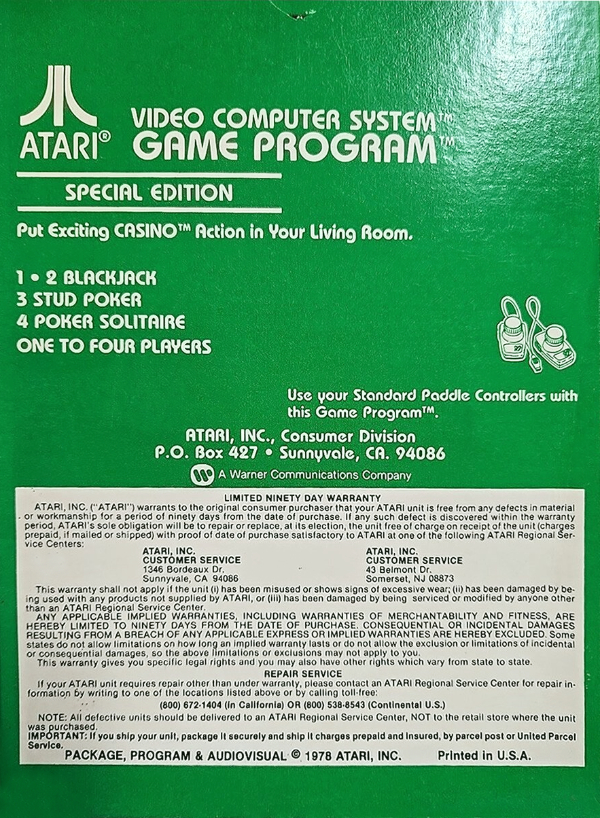 ATARI®
VIDEO COMPUTER SYSTEM™
GAME PROGRAM™
SPECIAL EDITION
Put Exciting CASINO™ Action in Your Living Room.
1 • 2 BLACKJACK
3 STUD POKER
4 POKER SOLITAIRE
ONE TO FOUR PLAYERS
Use your Standard Paddle Controllers with
this Game Program™.
ATARI, INC., Consumer Division
P.O. Box 427 • Sunnyvale, CA. 94086
A Warner Communications Company
LIMITED NINETY DAY WARRANTY
ATARI, INC. ("ATARI") warrants to the original consumer purchaser that your ATARI unit is free from any defects in material
or workmanship for a period of ninety days from the date of purchase. If any such defect is discovered within the warranty
period, ATARI's sole obligation will be to repair or replace, at its election, the unit free of charge on receipt of the unit (charges
prepaid, if mailed or shipped) with proof of date of purchase satisfactory to ATARI at one of the following ATARI Regional Ser-
vice Centers:
ATARI, INC.
CUSTOMER SERVICE
1346 Bordeaux Dr.
Sunnyvale, CA 94086
ATARI, INC.
CUSTOMER SERVICE
43 Belmont Dr.
Somerset, NJ 08873
This warranty shall not apply if the unit (i) has been misused or shows signs of excessive wear; (ii) has been damaged by be-
ing used with any products not supplied by ATARI, or (iii) has been damaged by being serviced or modified by anyone other
than an ATARI Regional Service Center.
ANY APPLICABLE IMPLIED WARRANTIES, INCLUDING WARRANTIES OF MERCHANTABILITY AND FITNESS, ARE
HEREBY LIMITED TO NINETY DAYS FROM THE DATE OF PURCHASE. CONSEQUENTIAL OR INCIDENTAL DAMAGES
RESULTING FROM A BREACH OF ANY APPLICABLE EXPRESS OR IMPLIED WARRANTIES ARE HEREBY EXCLUDED. Some
states do not allow limitations on how long an implied warranty lasts or do not allow the exclusion or limitations of incidental
or consequential, so the above limitations or exclusions may not apply to you.
This warranty gives you specific legal rights and you may also have other rights which vary from state to state.
REPAIR SERVICE
If your ATARI unit requires repair other than under warranty, please contact an ATARI Regional Service Center for repair in-
formation by writing to one of the locations listed above or by calling toll-free:
(800) 672-1404 (in California) OR (800) 538-8543 (Continental U.S.)
NOTE: All defective units should be delivered to an ATARI Regional Service Center, NOT to the retail store where the unit
was purchased.
IMPORTANT: If you ship your unit, package it securely and ship it charges prepaid and insured, by parcel post or United Parcel
Service.
PACKAGE, PROGRAM & AUDIOVISUAL © 1978 ATARI, INC. Printed in U.S.A.